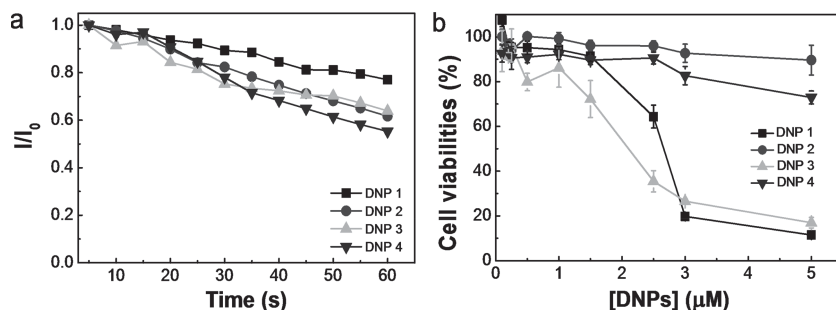 a
I/I0
1.0
0.8
0.6
0.4
0.2
0.0
DNP 1
DNP 2
DNP 3
DNP 4
10 20 30 40 50 60
Time (s)
b
Cell viabilities (%)
100
80
60
40
20
0
DNP 1
DNP 2
DNP 3
DNP 4
0 1 2 3 4 5
[DNPs] (μM)